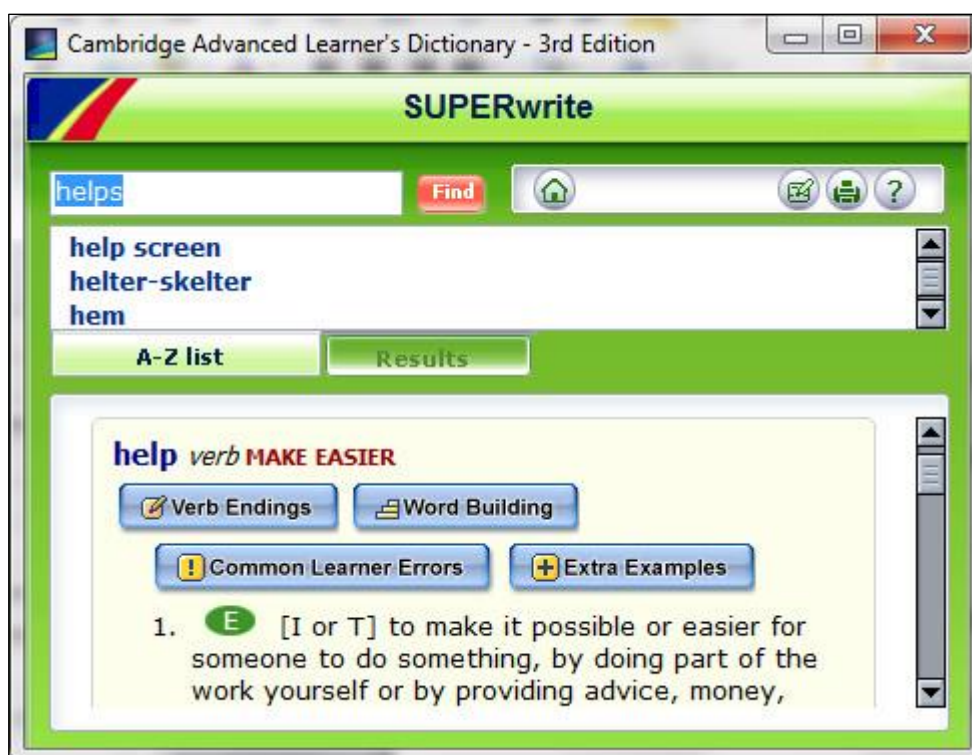 Cambridge Advanced Learner's Dictionary - 3rd Edition
SUPERwrite
helps
Find
?
help screen
helter-skelter
hem
A-Z list
Results
help verb MAKE EASIER
Verb Endings
Word Building
! Common Learner Errors
+ Extra Examples
1. E [I or T] to make it possible or easier for
someone to do something, by doing part of the
work yourself or by providing advice, money,